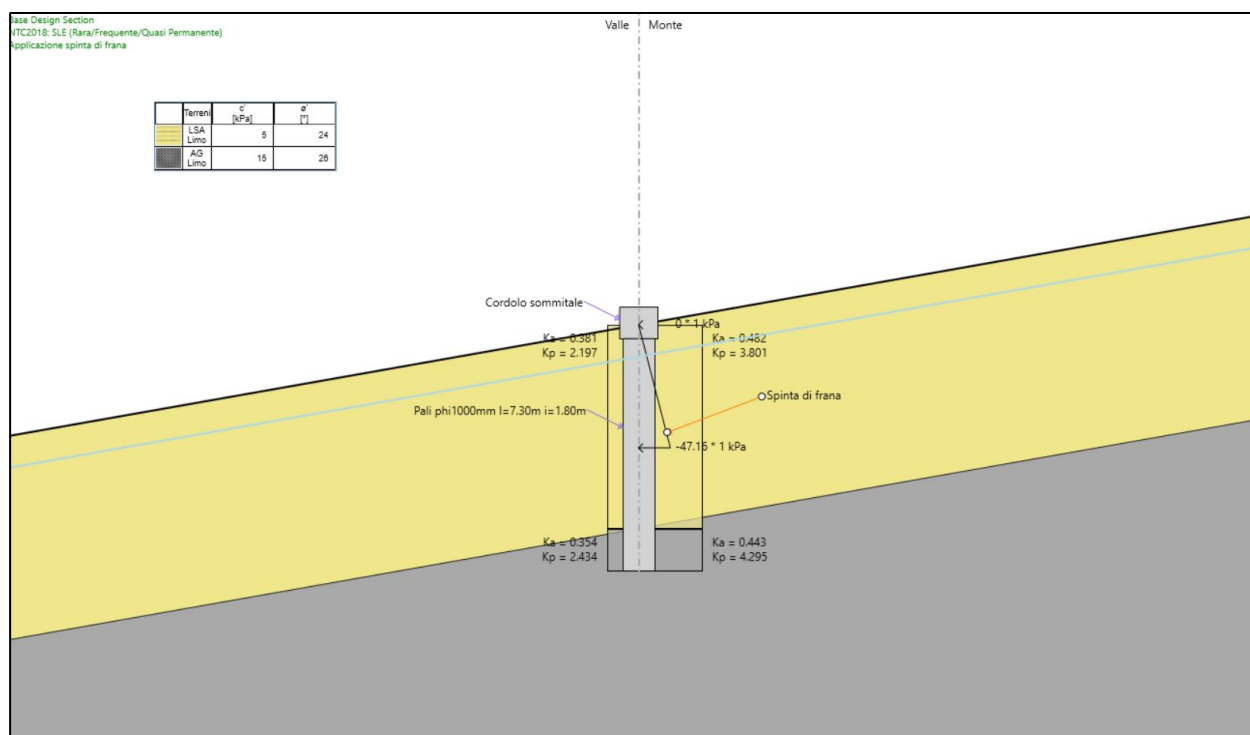 Base Design Section
NTC2018: SLE (Rara/Frequente/Quasi Permanente)
Applicazione spinta di frana
Valle
Monte
Terreni
c'
[kPa]
ø'
[°]
LSA
Limo
5
24
AG
Limo
15
26
Cordolo sommitale
0 * 1 kPa
Ka = 0.381
Kp = 2.197
Ka = 0.482
Kp = 3.801
Spinta di frana
Pali phi1000mm l=7.30m i=1.80m
-47.16 * 1 kPa
Ka = 0.354
Kp = 2.434
Ka = 0.443
Kp = 4.295